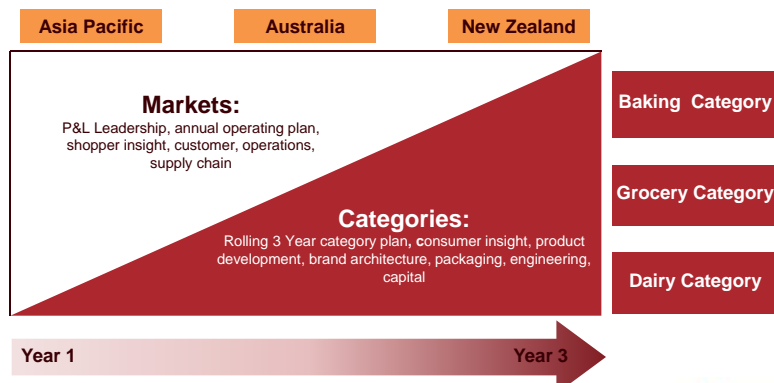 Asia Pacific
Australia
New Zealand
Markets:
P&L Leadership, annual operating plan,
shopper insight, customer, operations,
supply chain
Baking  Category
Grocery Category
Dairy Category
Categories:
Rolling 3 Year category plan, consumer insight, product
development, brand architecture, packaging, engineering,
capital
Year 1
Year 3